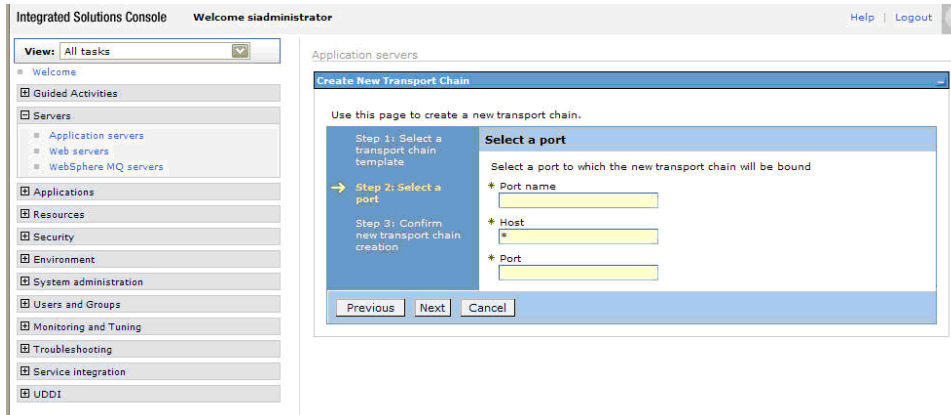 Integrated Solutions Console Welcome siadministrator Help | Logout
View: All tasks
Welcome
Guided Activities
Servers
Application servers
Web servers
WebSphere MQ servers
Applications
Resources
Security
Environment
System administration
Users and Groups
Monitoring and Tuning
Troubleshooting
Service integration
UDDI
Application servers
Create New Transport Chain
Use this page to create a new transport chain.
Step 1: Select a
transport chain
template
Step 2: Select a
port
Step 3: Confirm
new transport chain
creation
Select a port
Select a port to which the new transport chain will be bound
* Port name
* Host
*
* Port
Previous Next Cancel